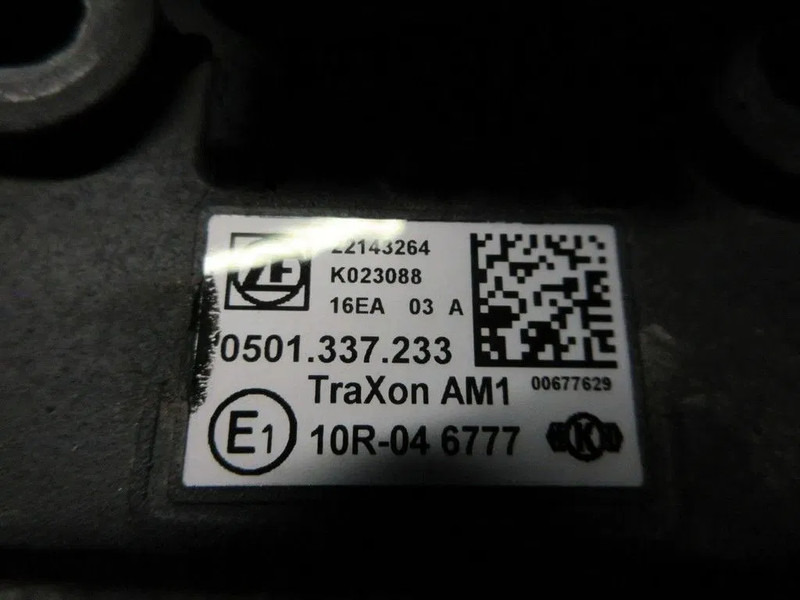 ZF
22143264
K023088
16EA 03 A
0501.337.233
TraXon AM1
00677629
E1
10R-04 6777
K